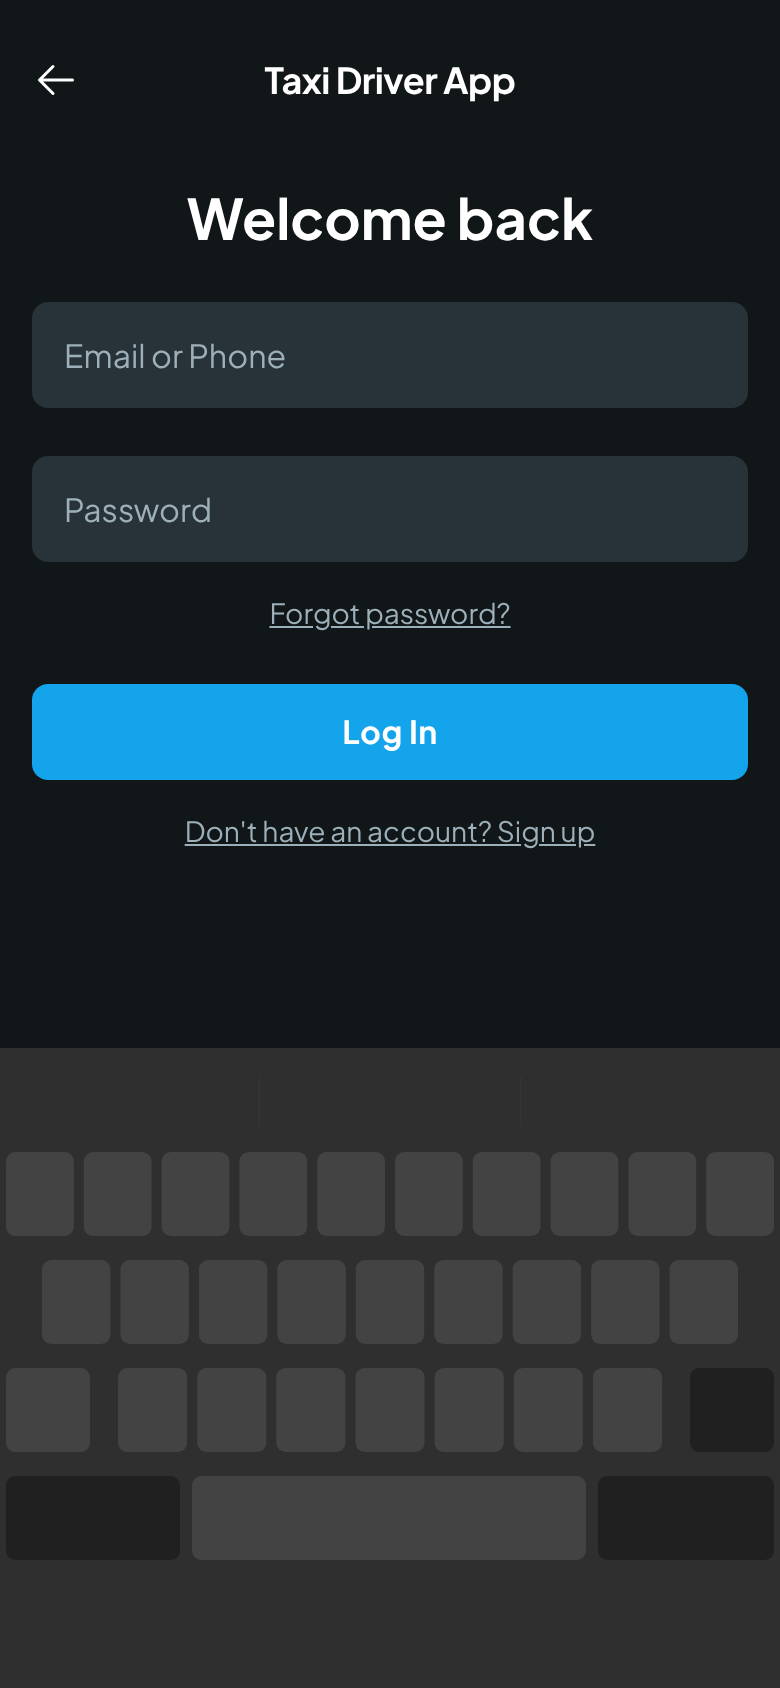 Taxi Driver App
Welcome back
Email or Phone
Password
Forgot password?
Log In
Don't have an account? Sign up